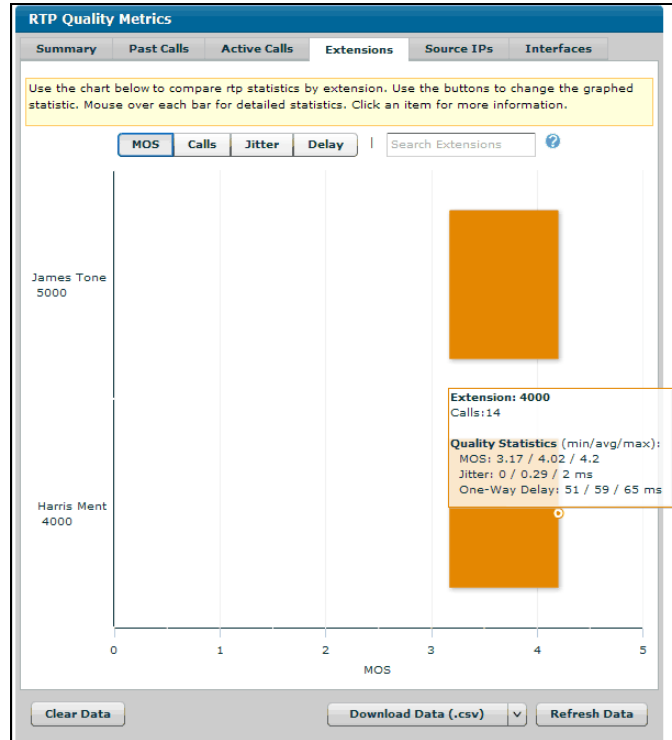 RTP Quality Metrics
Summary Past Calls Active Calls Extensions Source IPs Interfaces
Use the chart below to compare rtp statistics by extension. Use the buttons to change the graphed
statistic. Mouse over each bar for detailed statistics. Click an item for more information.
MOS Calls Jitter Delay | Search Extensions ?
James Tone
5000
Extension: 4000
Calls:14
Quality Statistics (min/avg/max):
MOS: 3.17 / 4.02 / 4.2
Jitter: 0 / 0.29 / 2 ms
One-Way Delay: 51 / 59 / 65 ms
Harris Ment
4000
0 1 2 3 4 5
MOS
Clear Data Download Data (.csv) v Refresh Data